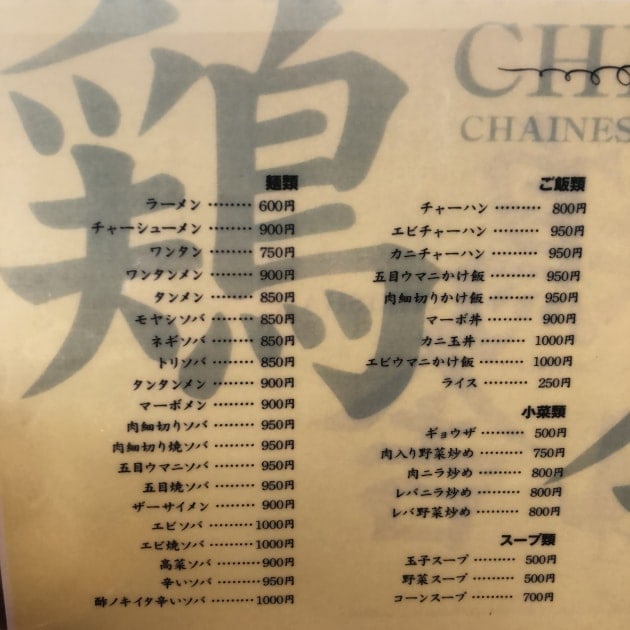 鶏
CHI
CHAINES
麺類
ラーメン ········ 600円
チャーシューメン ········ 900円
ワンタン ········ 750円
ワンタンメン ········ 900円
タンメン ········ 850円
モヤシソバ ········ 850円
ネギソバ ········ 850円
トリソバ ········ 850円
タンタンメン ········ 900円
マーボメン ········ 900円
肉細切りソバ ········ 950円
肉細切り焼ソバ ········ 950円
五目ウマニソバ ········ 950円
五目焼ソバ ········ 950円
ザーサイメン ········ 900円
エビソバ ········ 1000円
エビ焼ソバ ········ 1000円
高菜ソバ ········ 900円
辛いソバ ········ 950円
酢ノキイタ辛いソバ ········ 1000円
ご飯類
チャーハン ········ 800円
エビチャーハン ········ 950円
カニチャーハン ········ 950円
五目ウマニかけ飯 ········ 950円
肉細切りかけ飯 ········ 950円
マーボ丼 ········ 900円
カニ玉丼 ········ 1000円
エビウマニかけ飯 ········ 1000円
ライス ········ 250円
小菜類
ギョウザ ········ 500円
肉入り野菜炒め ········ 750円
肉ニラ炒め ········ 800円
レバニラ炒め ········ 800円
レバ野菜炒め ········ 800円
スープ類
玉子スープ ········ 500円
野菜スープ ········ 500円
コーンスープ ········ 700円